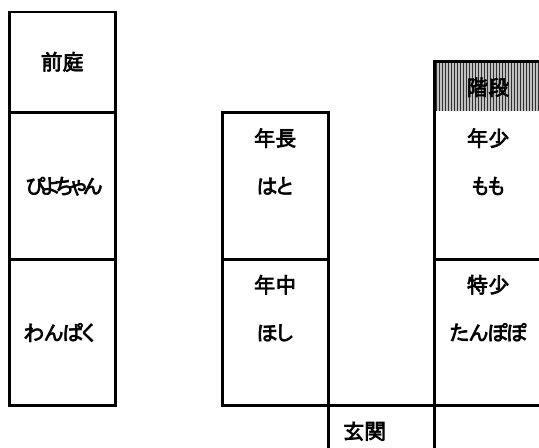 前庭
階段
年長
はと
年少
もも
ぴよちゃん
年中
ほし
特少
たんぽぽ
わんぱく
玄関